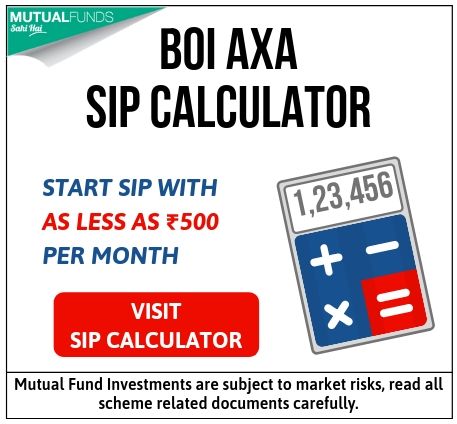 MUTUALFUNDS
Sahi Hai
BOI AXA
SIP CALCULATOR
START SIP WITH
AS LESS AS ₹500
PER MONTH
1,23,456
+ −
× =
VISIT
SIP CALCULATOR
Mutual Fund Investments are subject to market risks, read all
scheme related documents carefully.